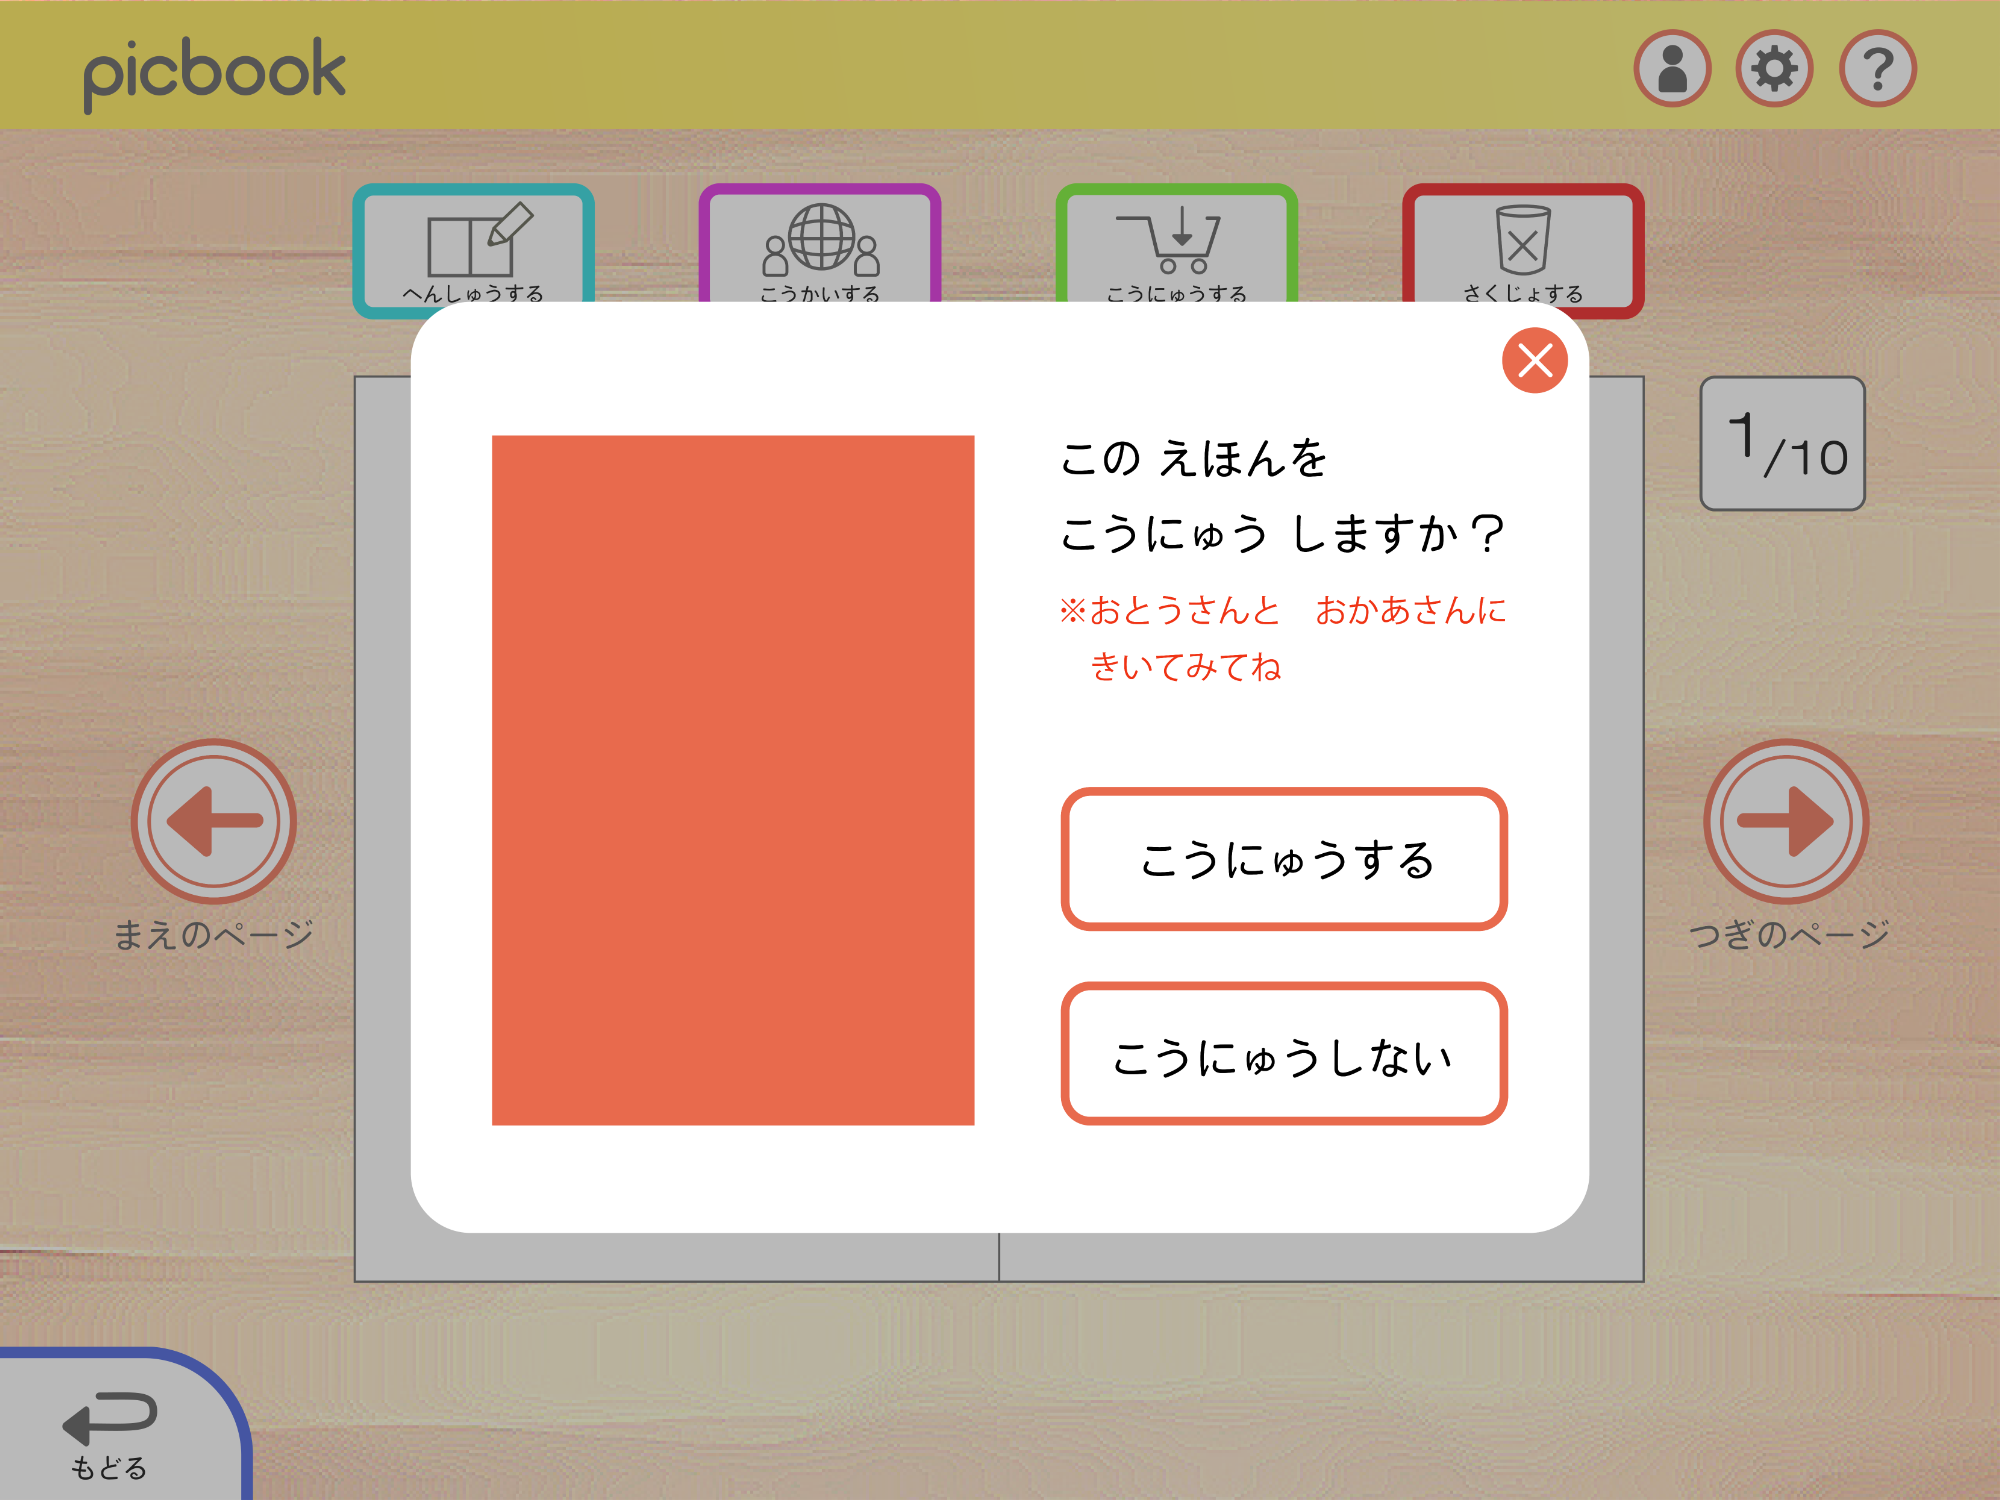 picbook
へんしゅうする
こうかいする
こうにゅうする
さくじょする
この えほんを
こうにゅう しますか？
※おとうさんと　おかあさんに
きいてみてね
こうにゅうする
こうにゅうしない
1/10
まえのページ
つぎのページ
もどる